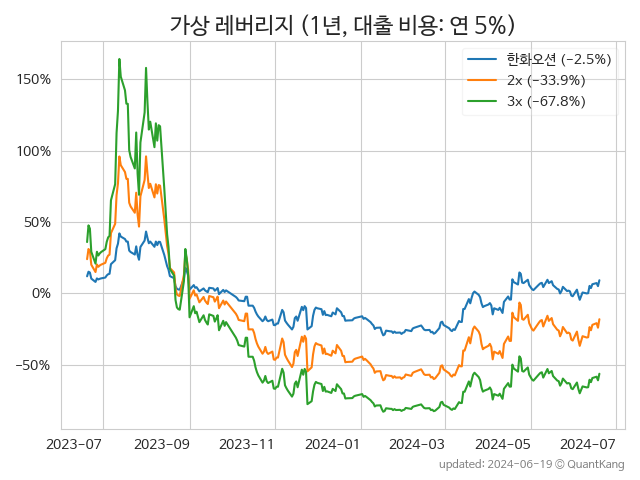 가상 레버리지 (1년, 대출 비용: 연 5%)
한화오션 (-2.5%)
2x (-33.9%)
3x (-67.8%)
150%
100%
50%
0%
-50%
2023-07 2023-09 2023-11 2024-01 2024-03 2024-05 2024-07
updated: 2024-06-19 © QuantKang